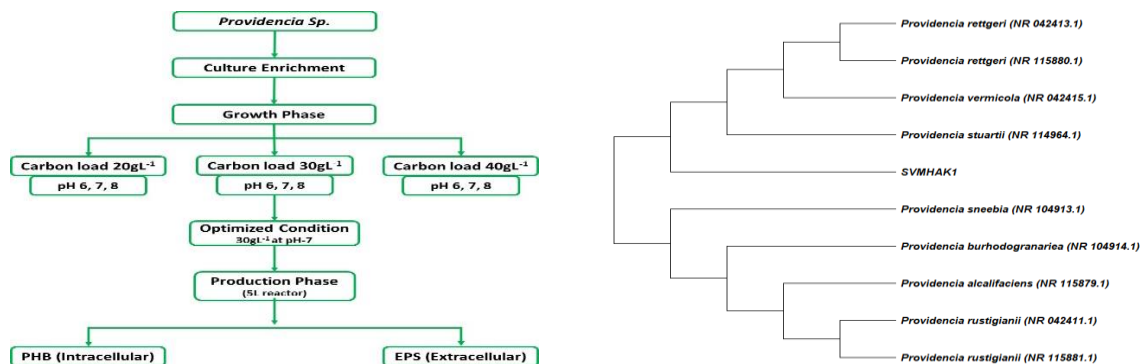 Providencia Sp.
Culture Enrichment
Growth Phase
Carbon load 20gL⁻¹
pH 6, 7, 8
Carbon load 30gL⁻¹
pH 6, 7, 8
Carbon load 40gL⁻¹
pH 6, 7, 8
Optimized Condition
30gL⁻¹ at pH-7
Production Phase
(5L reactor)
PHB (Intracellular)
EPS (Extracellular)
Providencia rettgeri (NR 042413.1)
Providencia rettgeri (NR 115880.1)
Providencia vermicola (NR 042415.1)
Providencia stuartii (NR 114964.1)
SVMHAK1
Providencia sneebia (NR 104913.1)
Providencia burhodogranariea (NR 104914.1)
Providencia alcalifaciens (NR 115879.1)
Providencia rustigianii (NR 042411.1)
Providencia rustigianii (NR 115881.1)